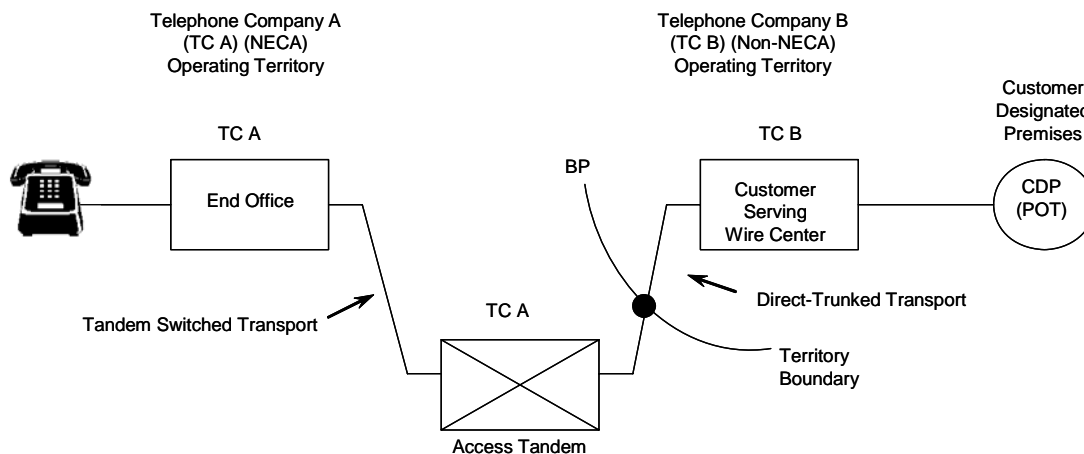 Telephone Company A
(TC A) (NECA)
Operating Territory
Telephone Company B
(TC B) (Non-NECA)
Operating Territory
Customer
Designated
Premises
TC A
TC B
BP
End Office
Customer
Serving
Wire Center
CDP
(POT)
Tandem Switched Transport
TC A
Direct-Trunked Transport
Territory
Boundary
Access Tandem